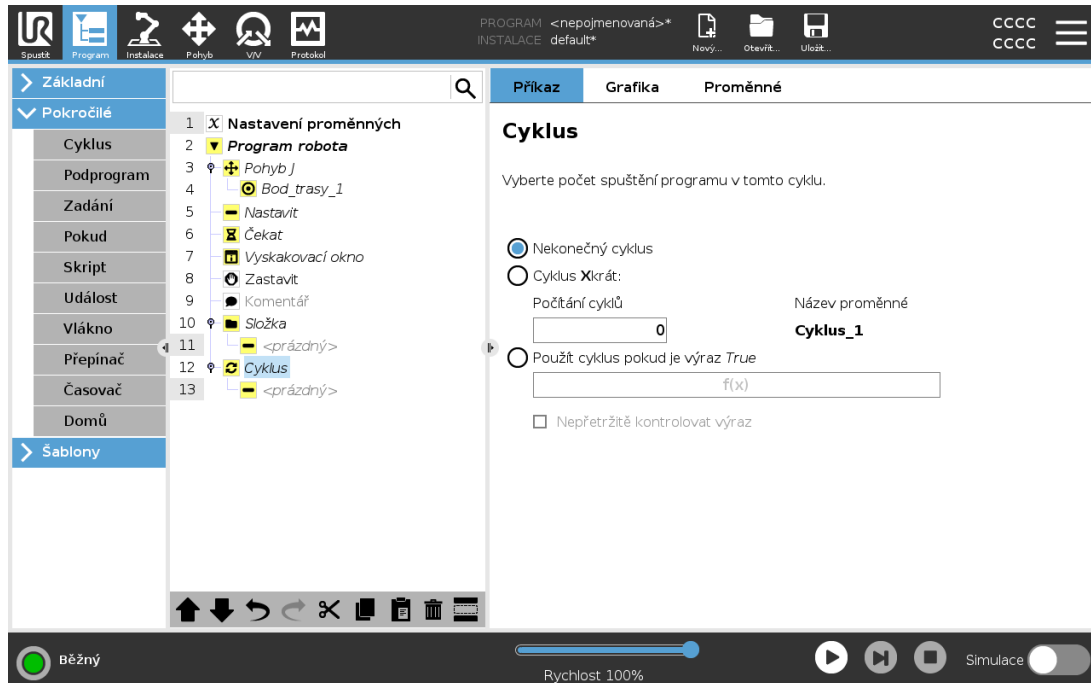 PROGRAM <nepojmenovaná>*
INSTALACE default*
CCCC
CCCC
Spustit Program Instalace Pohyb V/V Protokol Nový... Otevřít... Uložit...
Základní
Pokročilé
Cyklus
Podprogram
Zadání
Pokud
Skript
Událost
Vlákno
Přepínač
Časovač
Domů
Šablony
1 X Nastavení proměnných
2 Program robota
3 Pohyb J
4 Bod_trasy_1
5 Nastavit
6 Čekat
7 Vyskakovací okno
8 Zastavit
9 Komentář
10 Složka
11 <prázdný>
12 Cyklus
13 <prázdný>
Příkaz Grafika Proměnné
Cyklus
Vyberte počet spuštění programu v tomto cyklu.
Nekonečný cyklus
Cyklus Xkrát:
Počítání cyklů Název proměnné
0 Cyklus_1
Použít cyklus pokud je výraz True
f(x)
Nepřetržitě kontrolovat výraz
Běžný
Rychlost 100%
Simulace